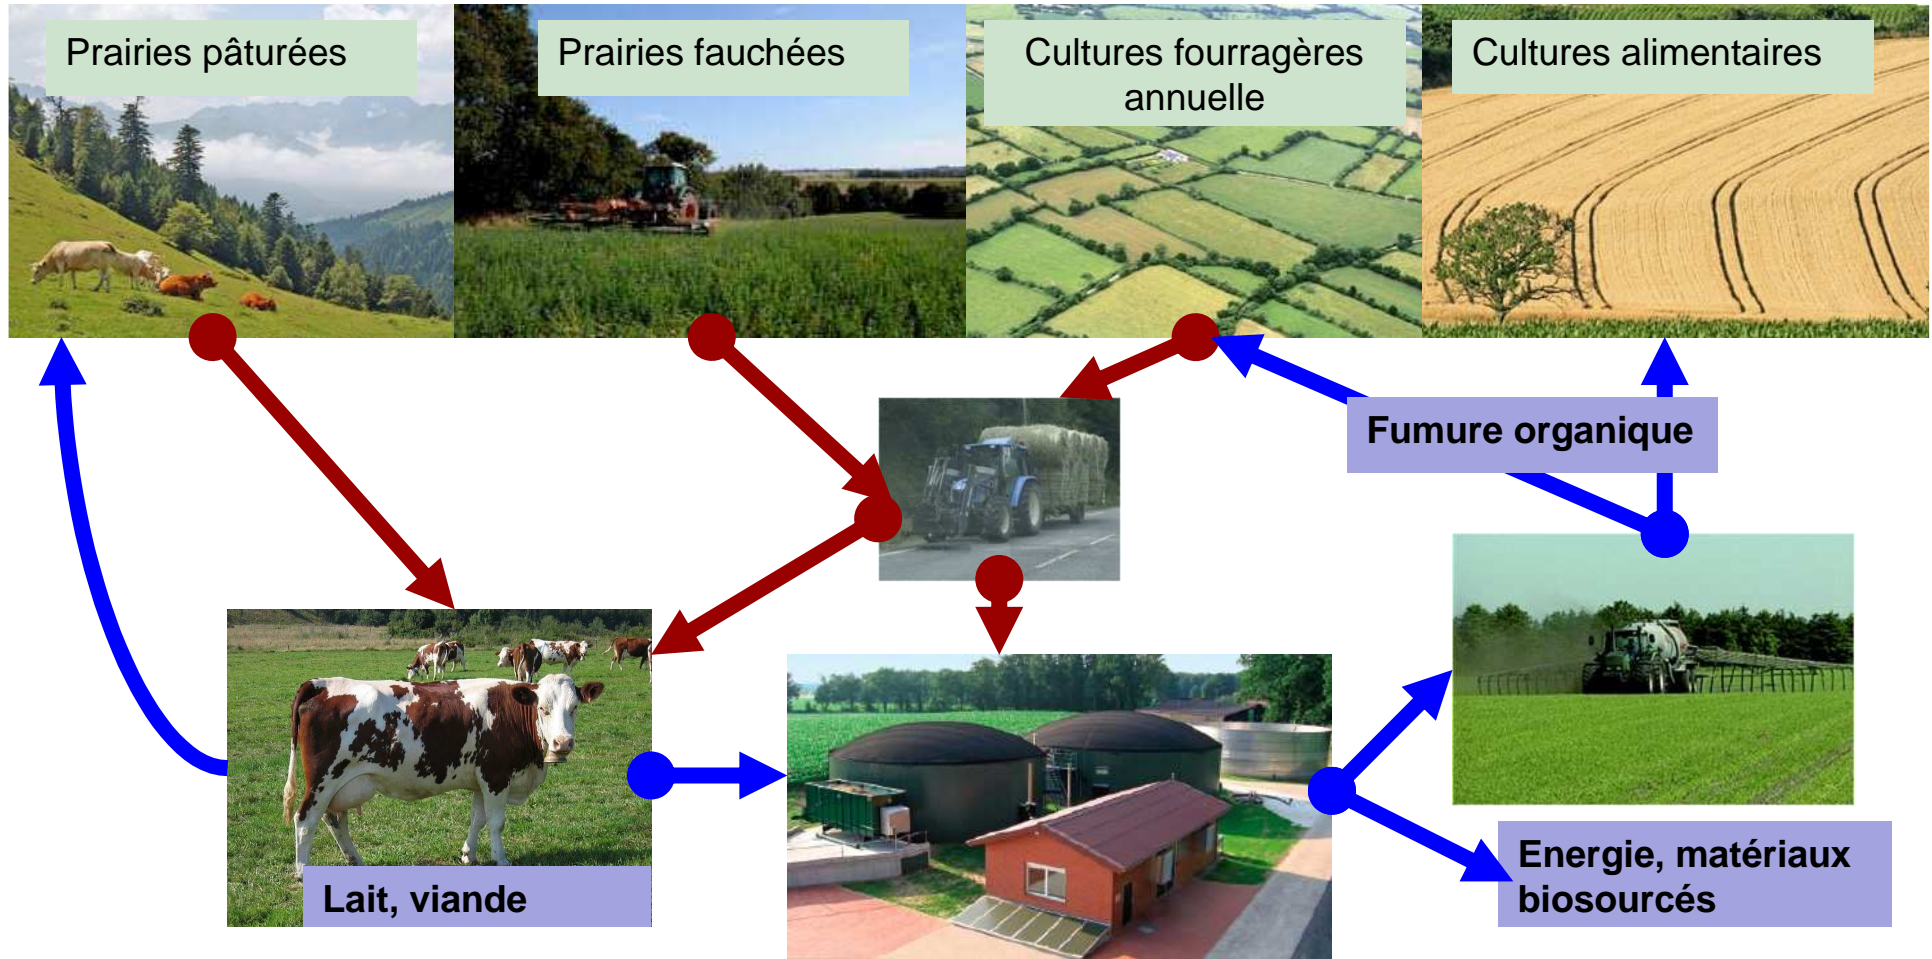 Prairies pâturées
Prairies fauchées
Cultures fourragères
annuelle
Cultures alimentaires
Fumure organique
Lait, viande
Energie, matériaux
biosourcés